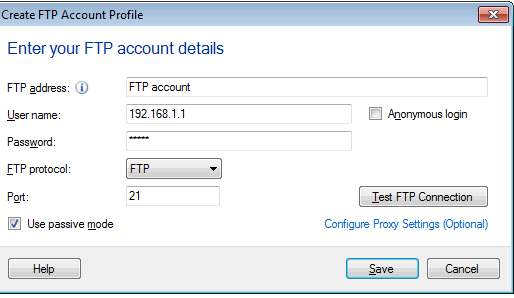 Create FTP Account Profile
Enter your FTP account details
FTP address: FTP account
User name: 192.168.1.1 Anonymous login
Password: *****
FTP protocol: FTP
Port: 21 Test FTP Connection
Use passive mode Configure Proxy Settings (Optional)
Help Save Cancel